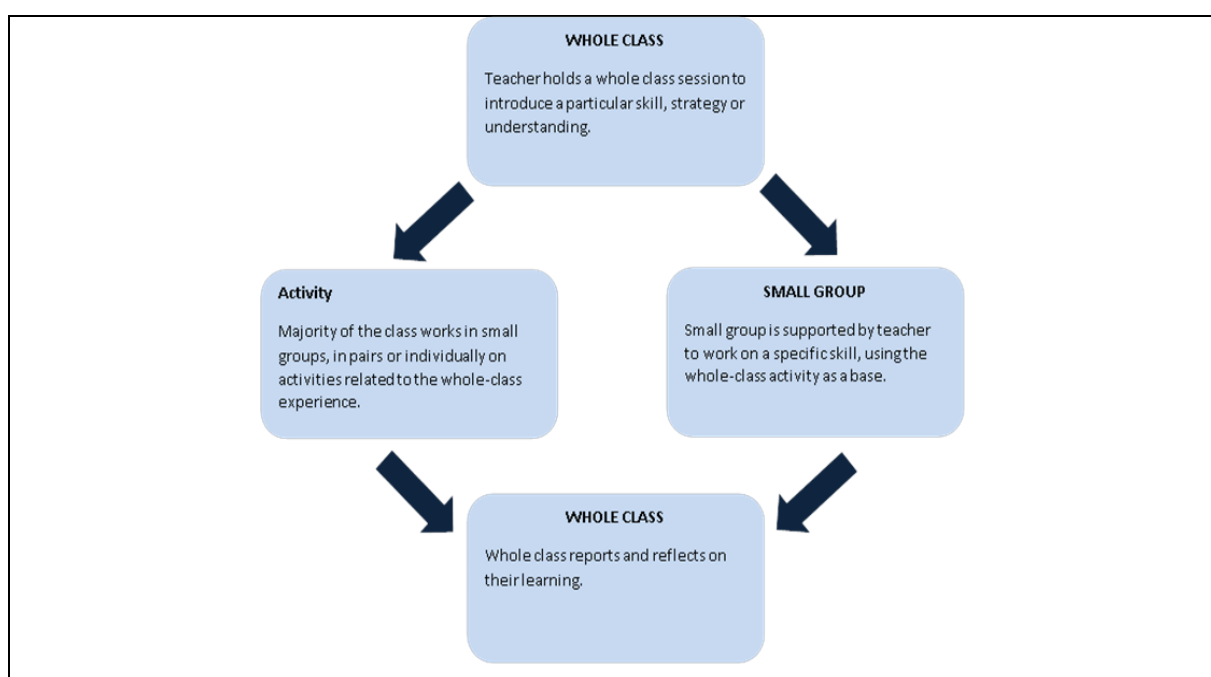 WHOLE CLASS
Teacher holds a whole class session to
introduce a particular skill, strategy or
understanding.
Activity
Majority of the class works in small
groups, in pairs or individually on
activities related to the whole-class
experience.
SMALL GROUP
Small group is supported by teacher
to work on a specific skill, using the
whole-class activity as a base.
WHOLE CLASS
Whole class reports and reflects on
their learning.